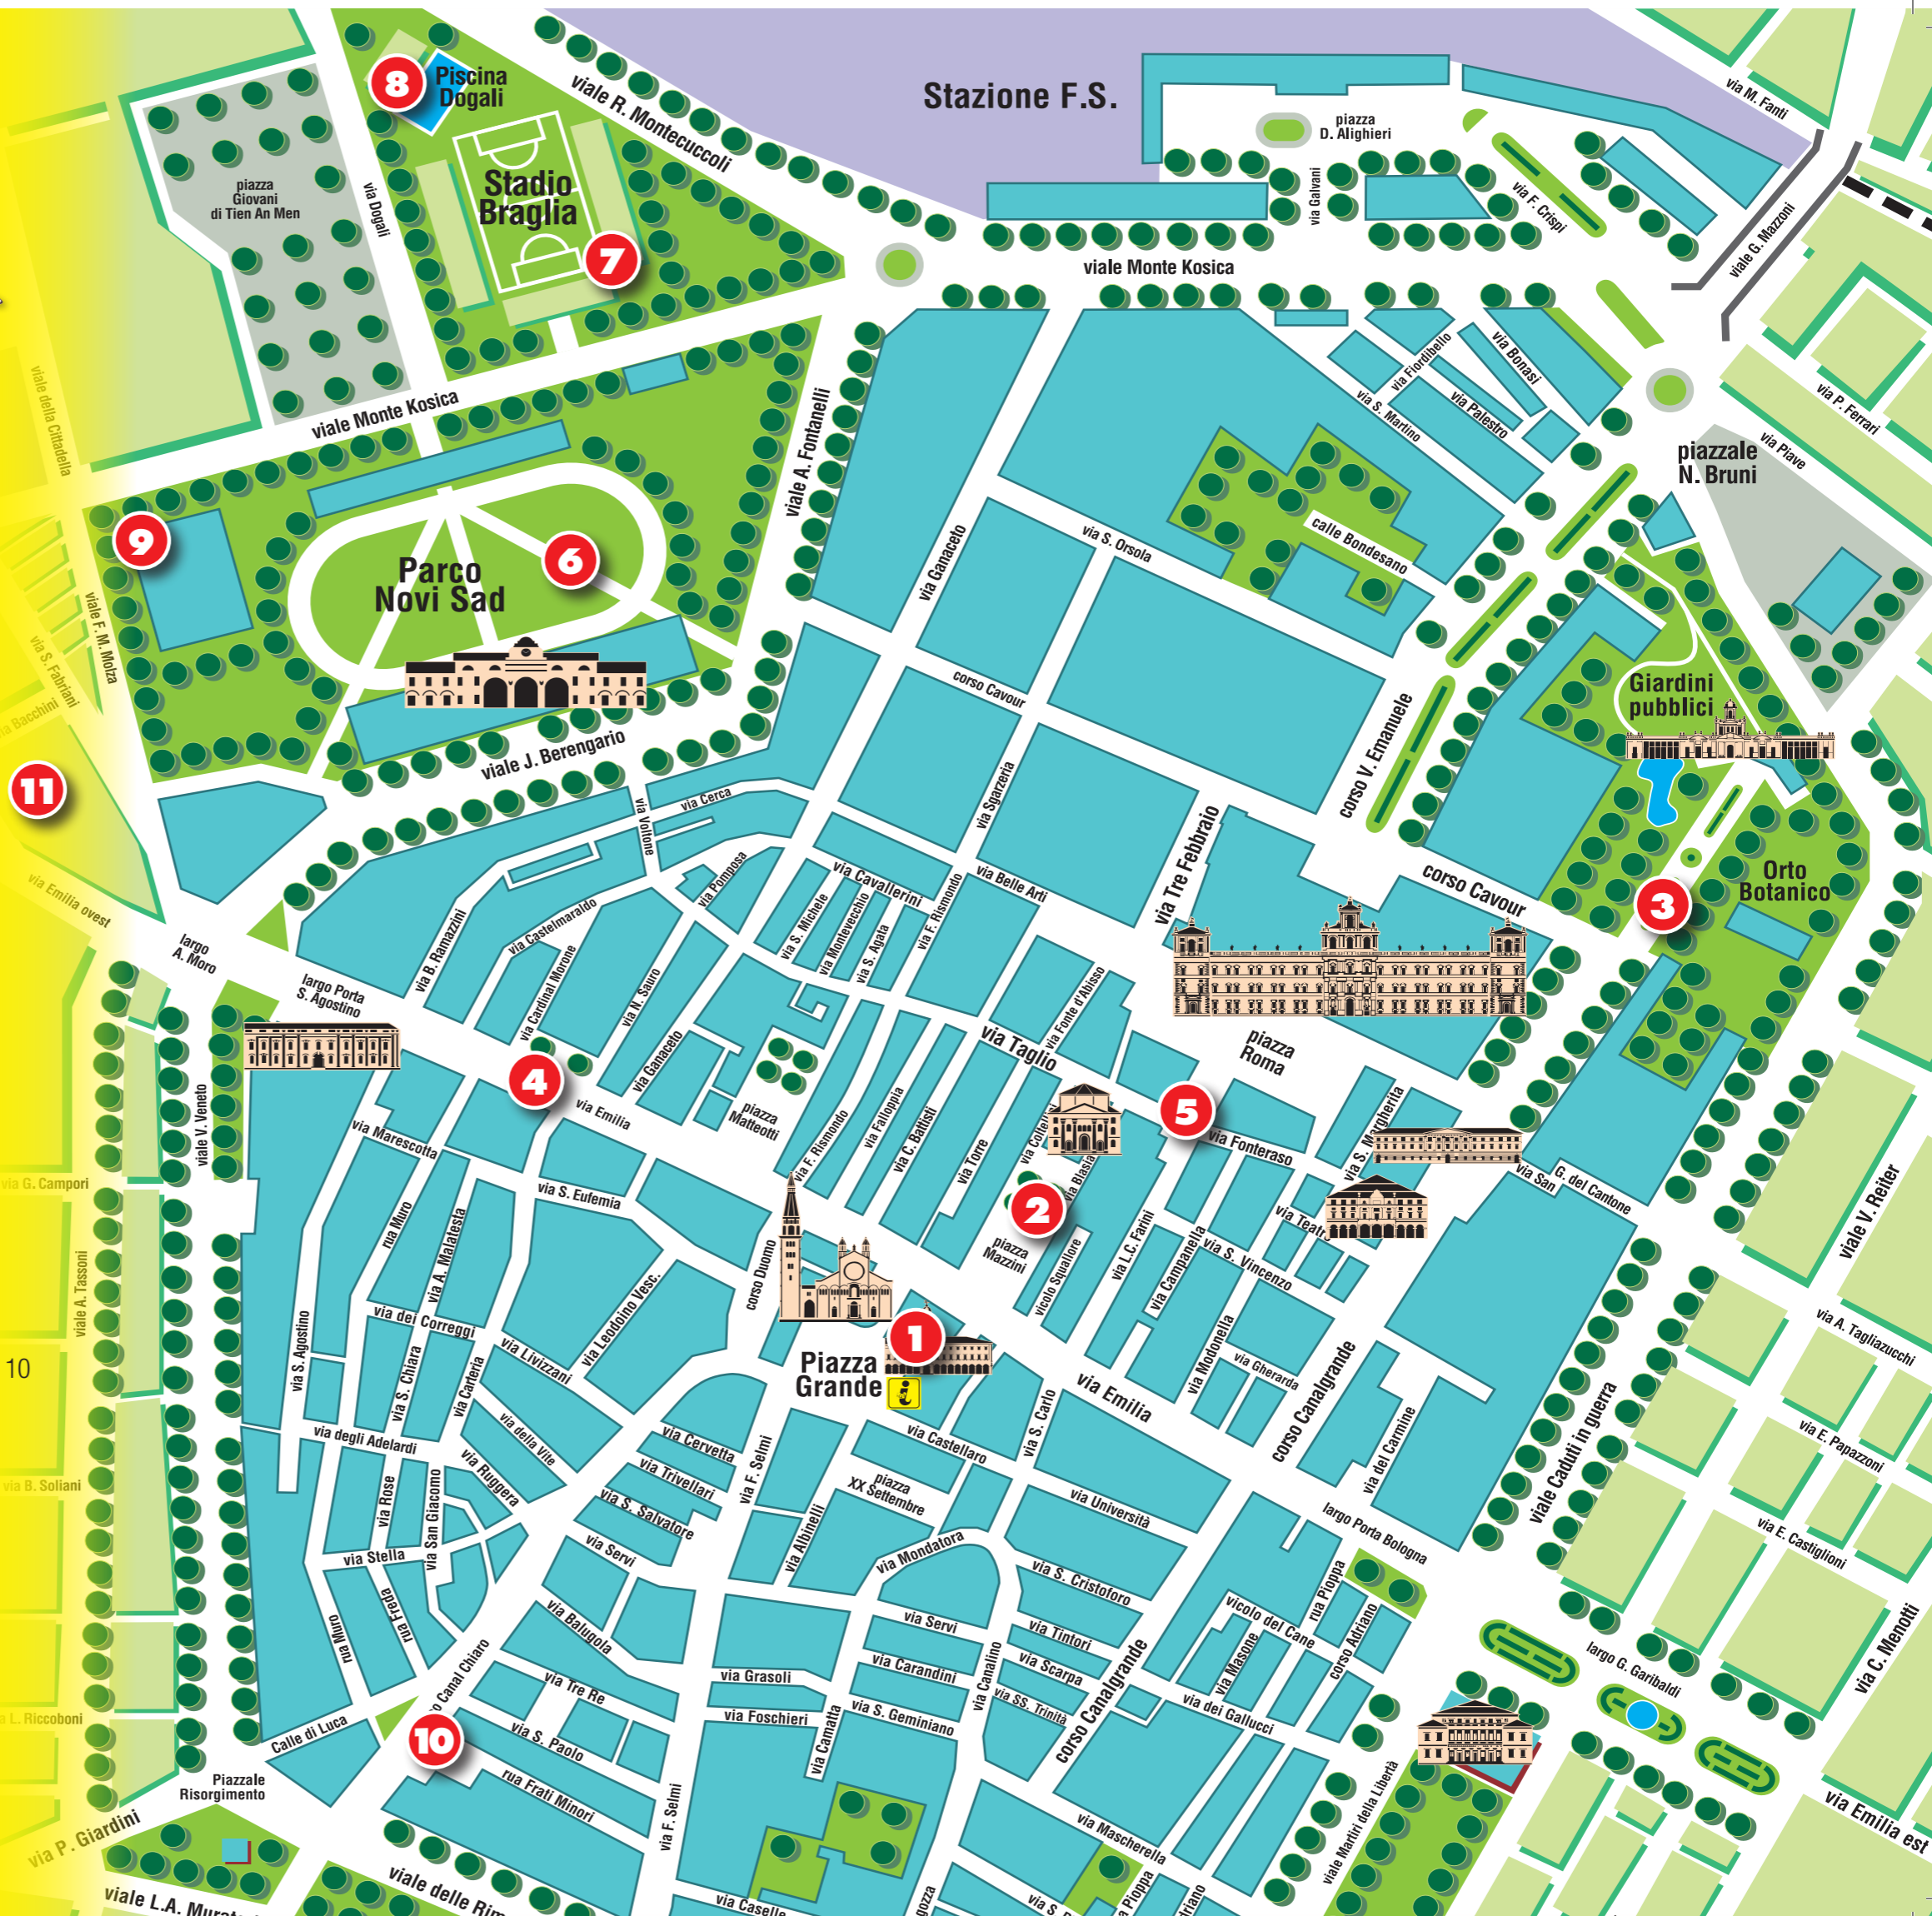 8
Piscina
Dogali
viale R. Montecuccoli
Stazione F.S.
piazza
D. Alighieri
via M. Fanti
piazza
Giovani
di Tien An Men
via Dogali
Stadio
Braglia
7
via Galvani
via F. Crispi
viale G. Mazzoni
viale Monte Kosica
viale Monte Kosica
viale della Cittadella
viale A. Fontanelli
via Fiordibello
via Bonasi
via S. Martino
via Palestro
via P. Ferrari
via Piave
piazzale
N. Bruni
9
Parco
Novi Sad
6
via Ganaceto
via S. Orsola
calle Bondesano
viale F. M. Molza
via S. Fabriani
via Bacchini
corso Cavour
corso V. Emanuele
Giardini
pubblici
11
viale J. Berengario
via Cerca
via Voltone
via Sgarzeria
via Tre Febbraio
via Pomposa
via Cavallerini
via Belle Arti
corso Cavour
Orto
Botanico
3
via Emilia ovest
largo
A. Moro
largo Porta
S. Agostino
via B. Ramazzini
via Castelmaraldo
via Cardinal Morone
via N. Sauro
via Ganaceto
via S. Michele
via Montevecchio
via S. Agata
via F. Rismondo
via Taglio
via Fonte d'Abisso
piazza
Roma
4
via Emilia
piazza
Matteotti
5
via Fonteraso
via S. Margherita
viale V. Veneto
via Marescotta
via F. Rismondo
via Falloppia
via C. Battisti
via Torre
via Blasia
2
piazza
Mazzini
via San
G. del Cantone
viale V. Reiter
via G. Campori
rua Muro
via A. Malatesta
via S. Eufemia
corso Duomo
vicolo Squallore
via L.C. Farini
via Campanella
via S. Vincenzo
viale A. Tassoni
via S. Agostino
via dei Correggi
via Livizzani
via Leodoino Vesc.
1
Piazza
Grande
i
via Modonella
via Gherarda
corso Canalgrande
via A. Tagliazucchi
10
via S. Chiara
via Carteria
via Emilia
via S. Carlo
viale Caduti in guerra
via degli Adelardi
via della Vite
via Ruggera
via Cervetta
via Trivellari
via S. Salvatore
via F. Selmi
via Castellaro
piazza
XX Settembre
via Università
via del Carmine
via E. Papazzoni
via B. Soliani
via Rose
via San Giacomo
via Albinelli
largo Porta Bologna
via E. Castiglioni
via Stella
via Servi
via Mondatora
via S. Cristoforo
rua Pioppa
rua Muro
rua Freda
via Balugola
via Servi
via Tintori
vicolo del Cane
corso Adriano
largo G. Garibaldi
via C. Menotti
via L. Riccoboni
via Tre Re
via Grasoli
via Carandini
via Canalino
via Scarpa
via SS. Trinità
via Masone
via dei Gallucci
Calle di Luca
10
via S. Paolo
via Foschieri
via S. Geminiano
via Camatta
corso Canalgrande
Piazzale
Risorgimento
rua Frati Minori
via F. Selmi
via Mascherella
viale Martiri della Libertà
via Emilia est
via P. Giardini
viale delle
viale L.A.